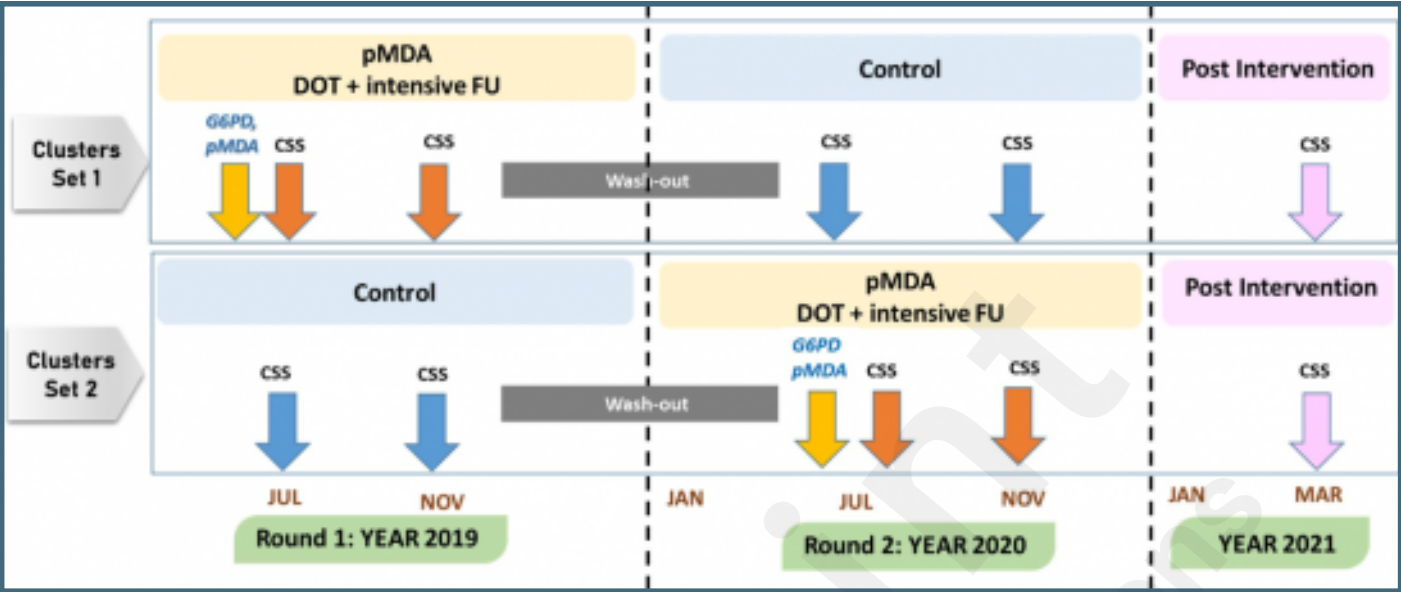 pMDA
DOT + intensive FU
Control
Post Intervention
Clusters
Set 1
G6PD,
pMDA
CSS
CSS
CSS
CSS
CSS
Wash-out
Control
pMDA
DOT + intensive FU
Post Intervention
Clusters
Set 2
CSS
CSS
G6PD
pMDA
CSS
CSS
CSS
Wash-out
JUL
NOV
JAN
JUL
NOV
JAN
MAR
Round 1: YEAR 2019
Round 2: YEAR 2020
YEAR 2021